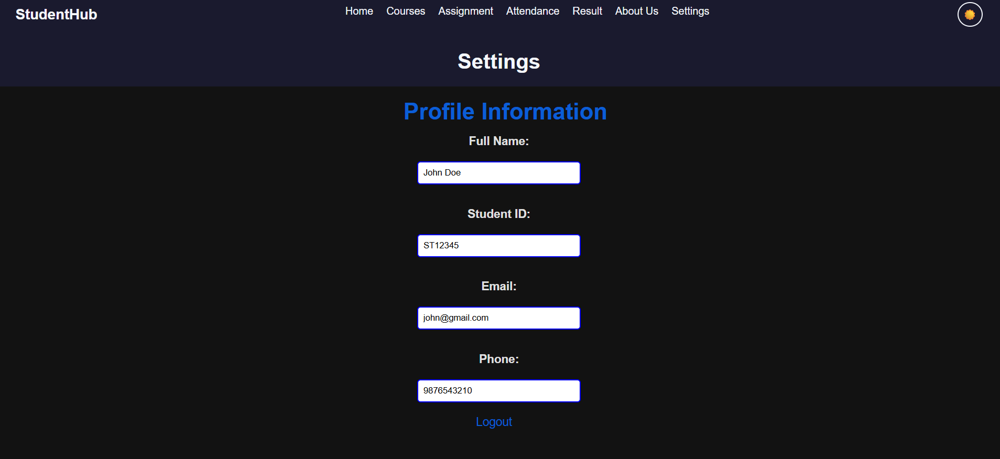 StudentHub
Home Courses Assignment Attendance Result About Us Settings
Settings
Profile Information
Full Name:
John Doe
Student ID:
ST12345
Email:
john@gmail.com
Phone:
9876543210
Logout